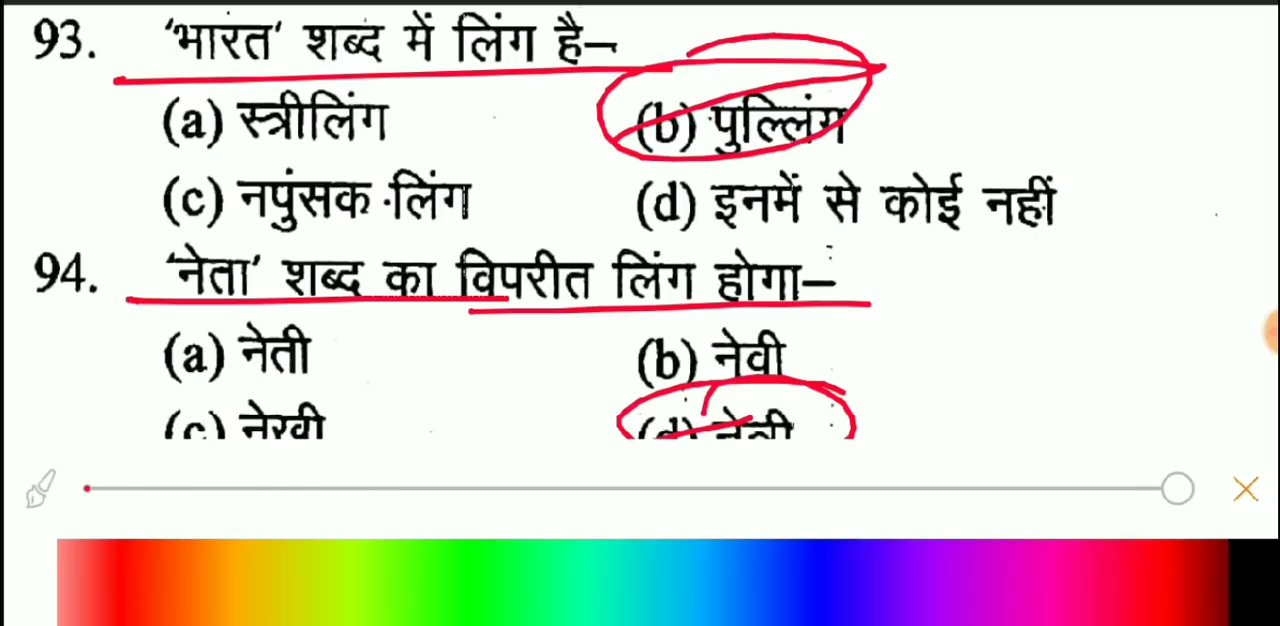 93. ‘भारत’ शब्द में लिंग है–
(a) स्त्रीलिंग (b) पुल्लिंग
(c) नपुंसक लिंग (d) इनमें से कोई नहीं
94. ‘नेता’ शब्द का विपरीत लिंग होगा–
(a) नेती (b) नेवी
(c) (d)